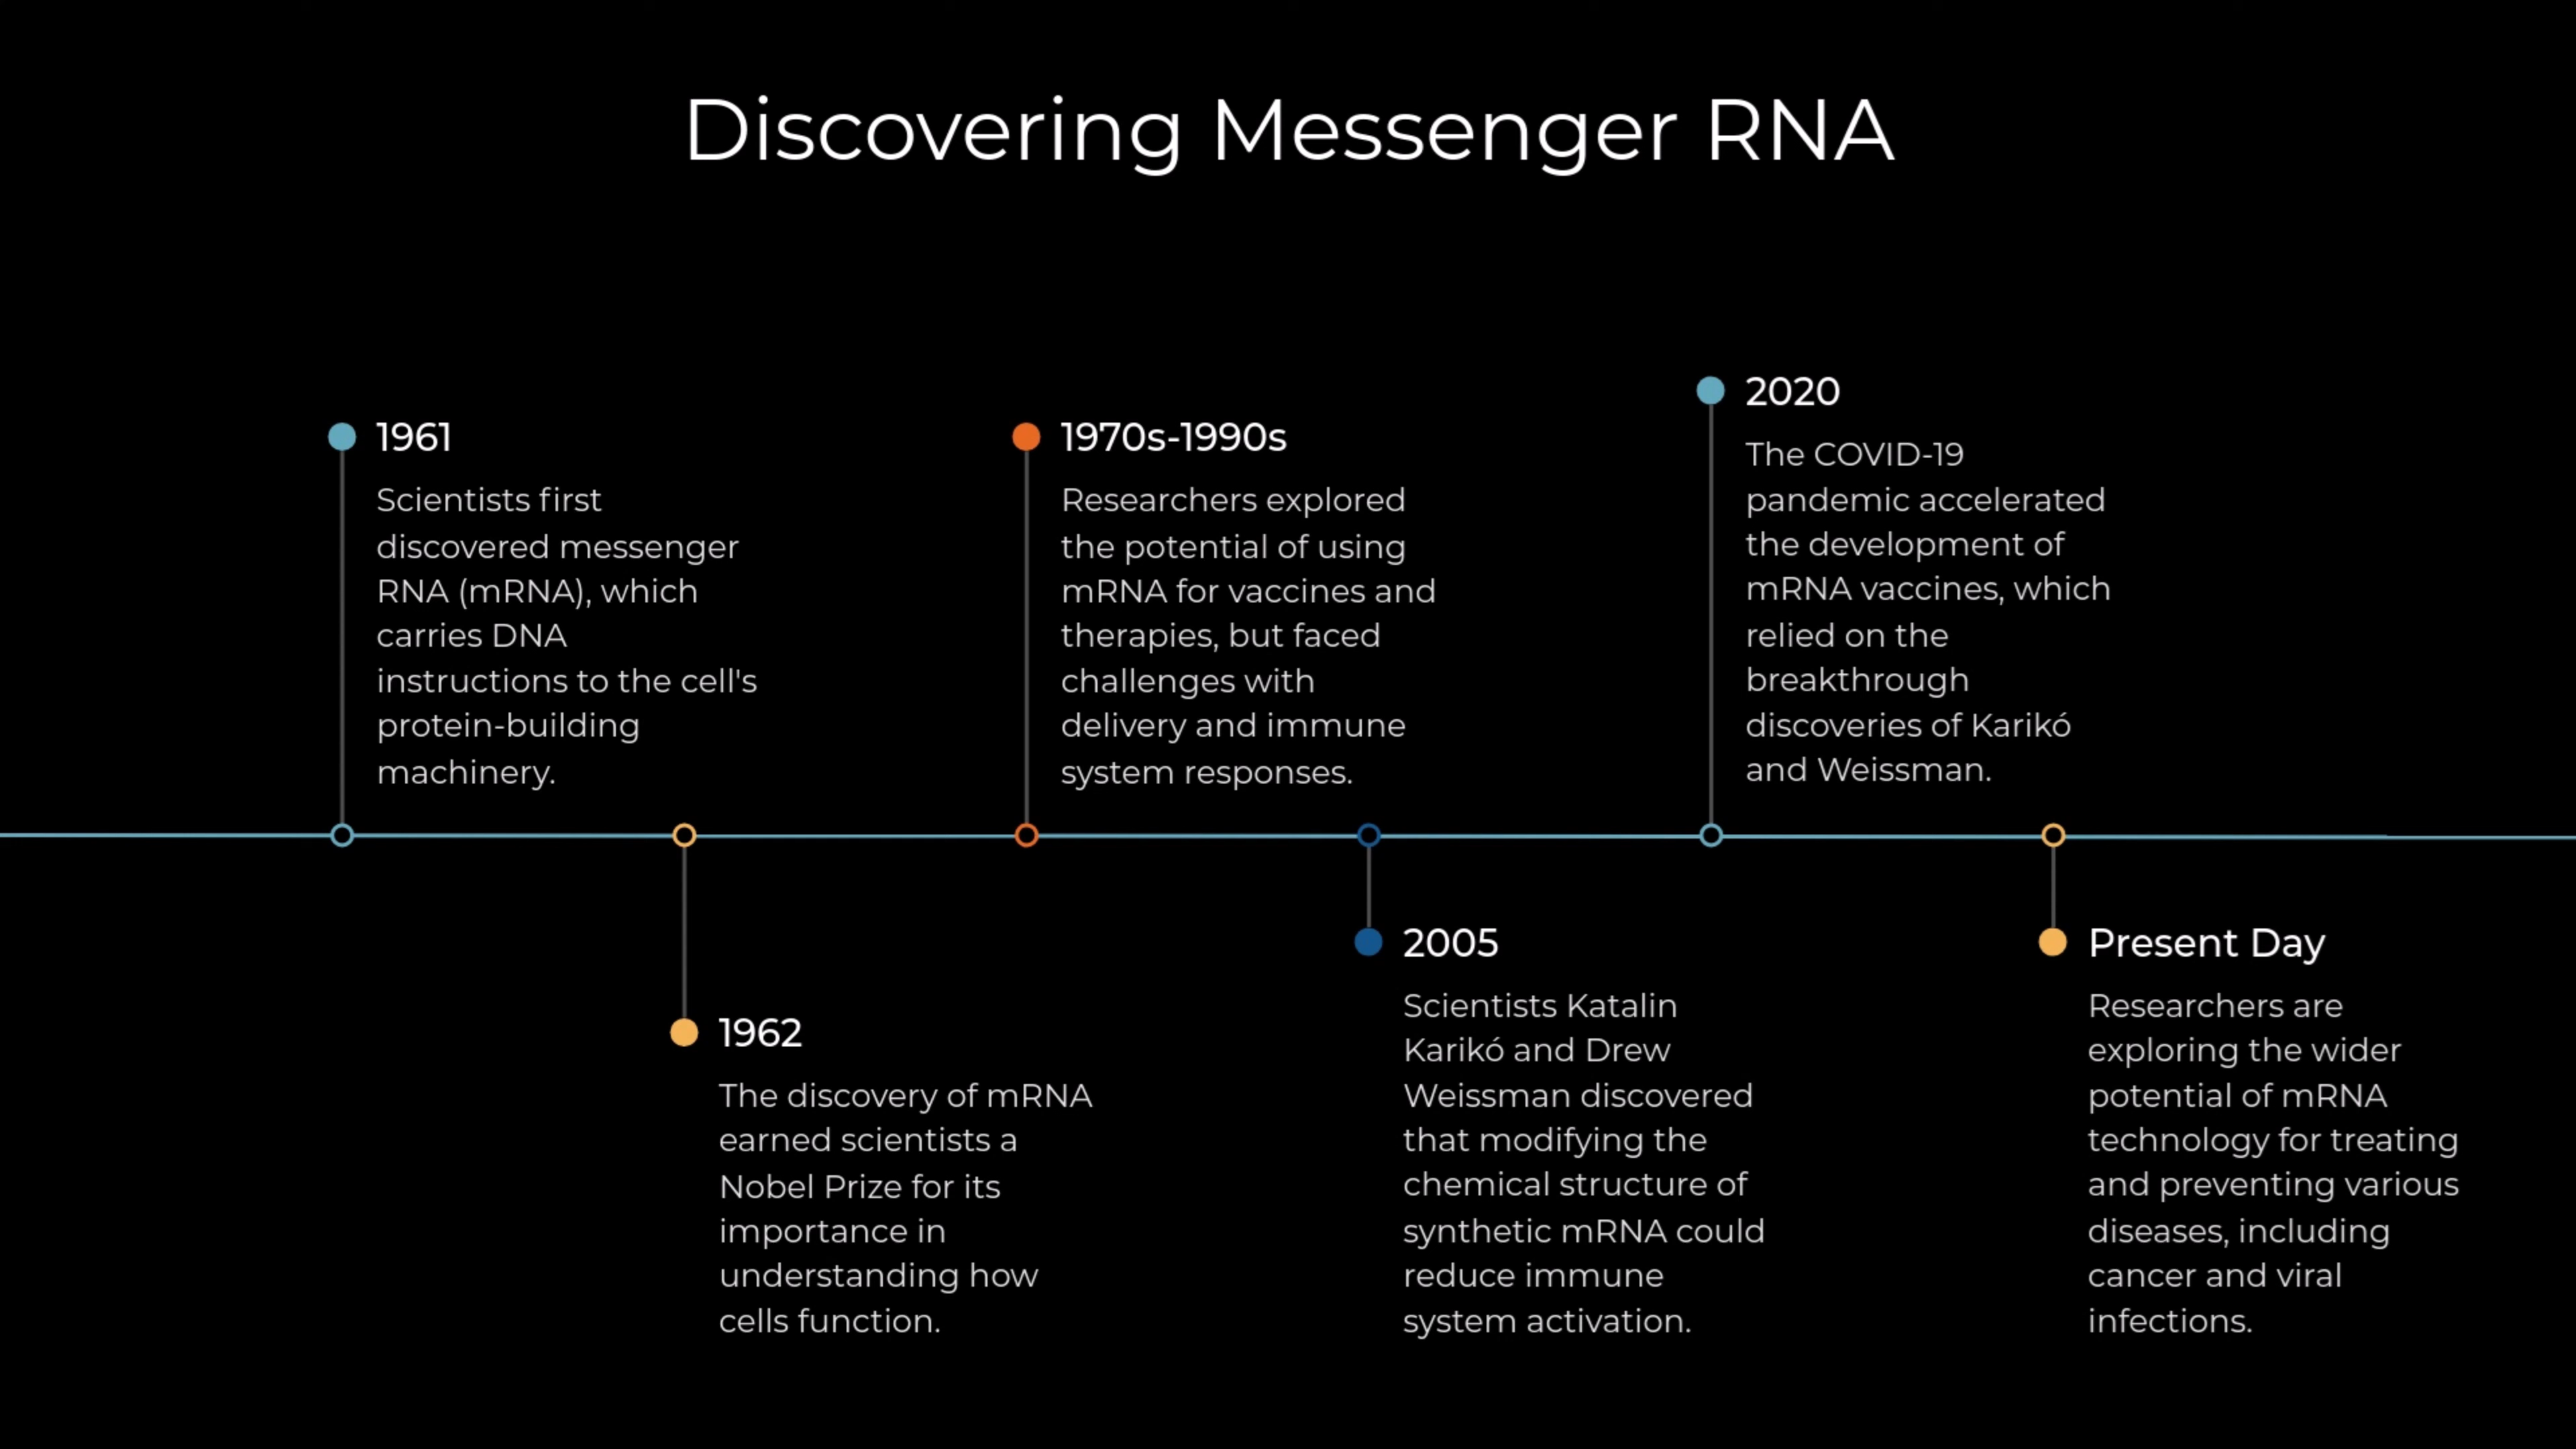 Discovering Messenger RNA
1961
Scientists first
discovered messenger
RNA (mRNA), which
carries DNA
instructions to the cell's
protein-building
machinery.
1962
The discovery of mRNA
earned scientists a
Nobel Prize for its
importance in
understanding how
cells function.
1970s-1990s
Researchers explored
the potential of using
mRNA for vaccines and
therapies, but faced
challenges with
delivery and immune
system responses.
2005
Scientists Katalin
Karikó and Drew
Weissman discovered
that modifying the
chemical structure of
synthetic mRNA could
reduce immune
system activation.
2020
The COVID-19
pandemic accelerated
the development of
mRNA vaccines, which
relied on the
breakthrough
discoveries of Karikó
and Weissman.
Present Day
Researchers are
exploring the wider
potential of mRNA
technology for treating
and preventing various
diseases, including
cancer and viral
infections.